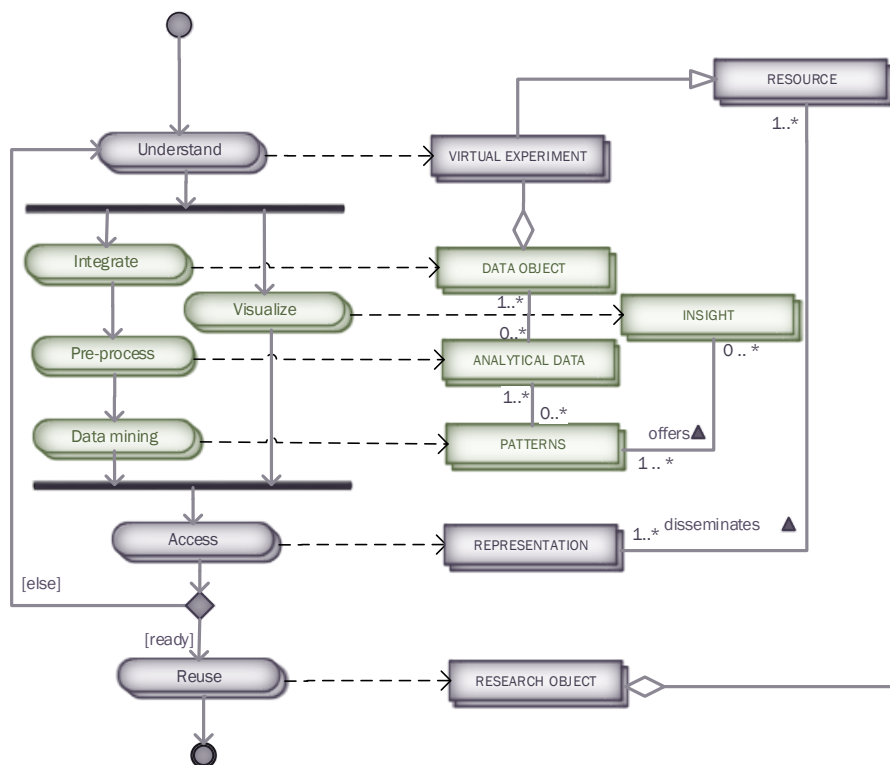 RESOURCE
1..*
Understand
VIRTUAL EXPERIMENT
Integrate
DATA OBJECT
1..*
Visualize
INSIGHT
0..*
0 .. *
Pre-process
ANALYTICAL DATA
1..*
0..*
Data mining
PATTERNS
offers
1 .. *
Access
REPRESENTATION
1..*
disseminates
[else]
[ready]
Reuse
RESEARCH OBJECT